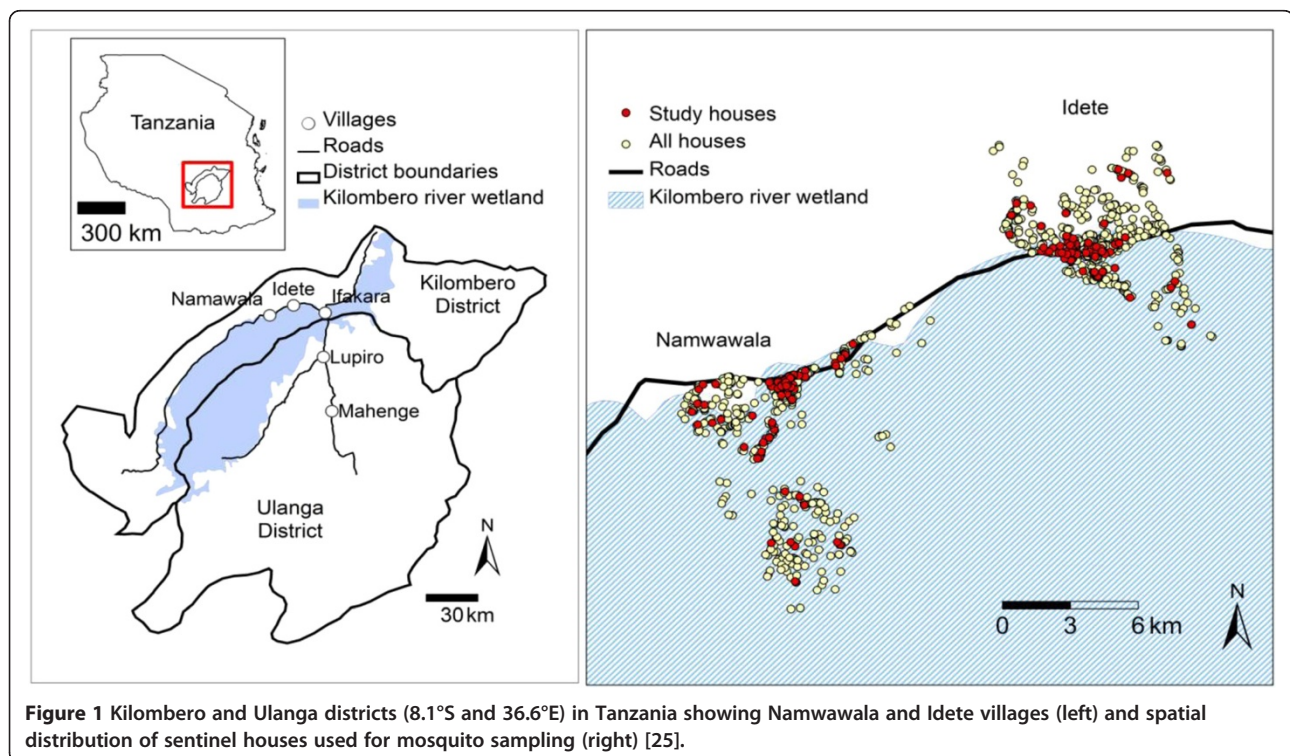 Tanzania
300 km
Villages
Roads
District boundaries
Kilombero river wetland
Namawala
Idete
Ifakara
Kilombero
District
Lupiro
Mahenge
Ulanga
District
N
30 km
Study houses
All houses
Roads
Kilombero river wetland
Idete
Namwawala
N
0 3 6 km
Figure 1 Kilombero and Ulanga districts (8.1°S and 36.6°E) in Tanzania showing Namwawala and Idete villages (left) and spatial
distribution of sentinel houses used for mosquito sampling (right) [25].